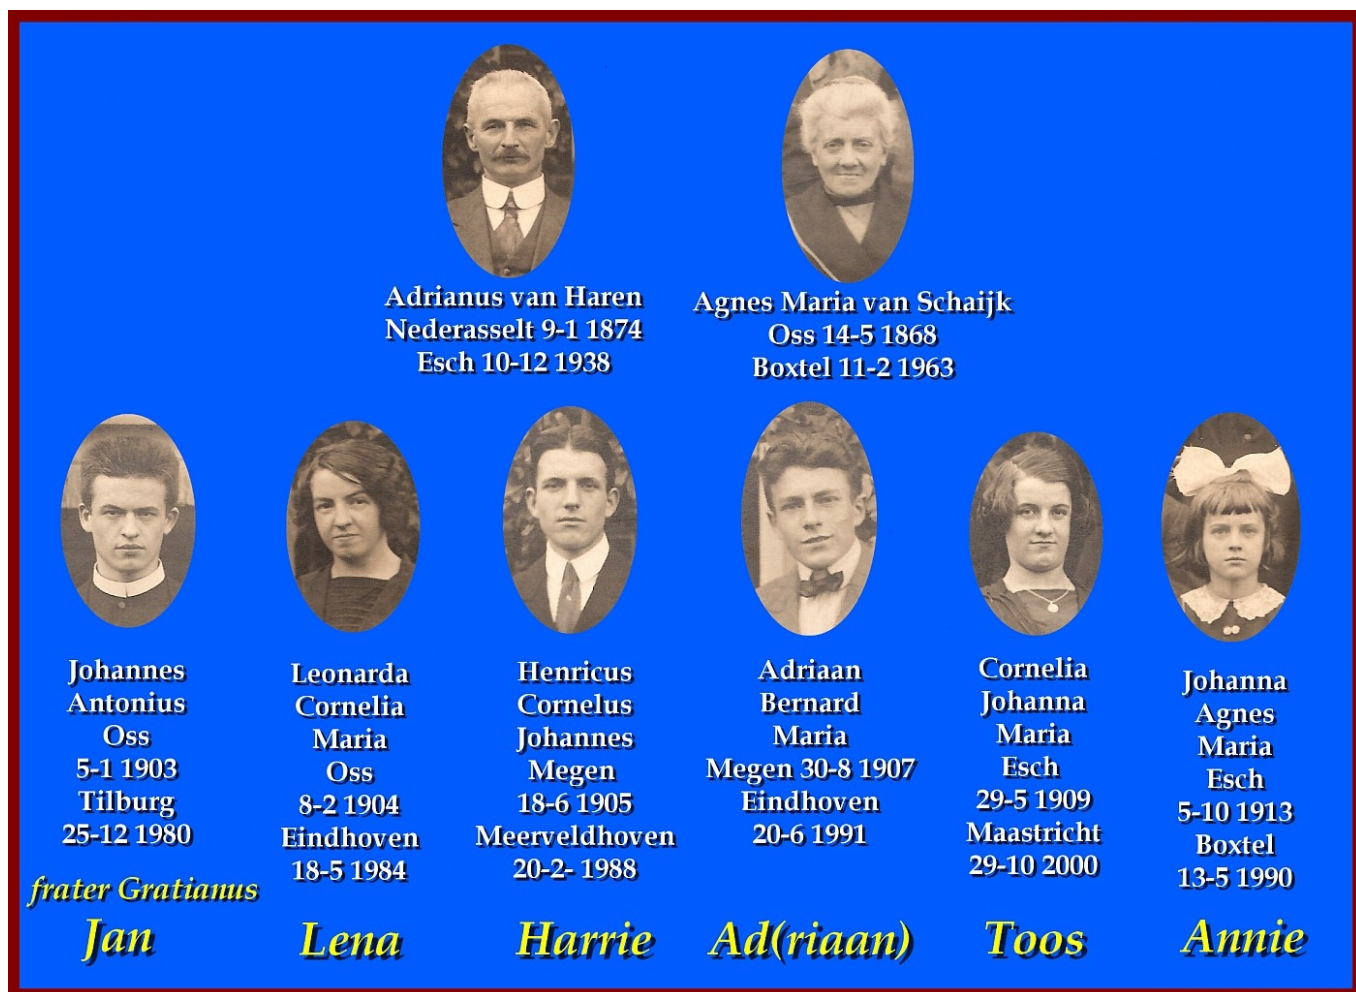 Adrianus van Haren
Nederasselt 9-1 1874
Esch 10-12 1938
Agnes Maria van Schaijk
Oss 14-5 1868
Boxtel 11-2 1963
Johannes
Antonius
Oss
5-1 1903
Tilburg
25-12 1980
frater Gratianus
Jan
Leonarda
Cornelia
Maria
Oss
8-2 1904
Eindhoven
18-5 1984
Lena
Henricus
Cornelus
Johannes
Megen
18-6 1905
Meerveldhoven
20-2- 1988
Harrie
Adriaan
Bernard
Maria
Megen 30-8 1907
Eindhoven
20-6 1991
Ad(riaan)
Cornelia
Johanna
Maria
Esch
29-5 1909
Maastricht
29-10 2000
Toos
Johanna
Agnes
Maria
Esch
5-10 1913
Boxtel
13-5 1990
Annie